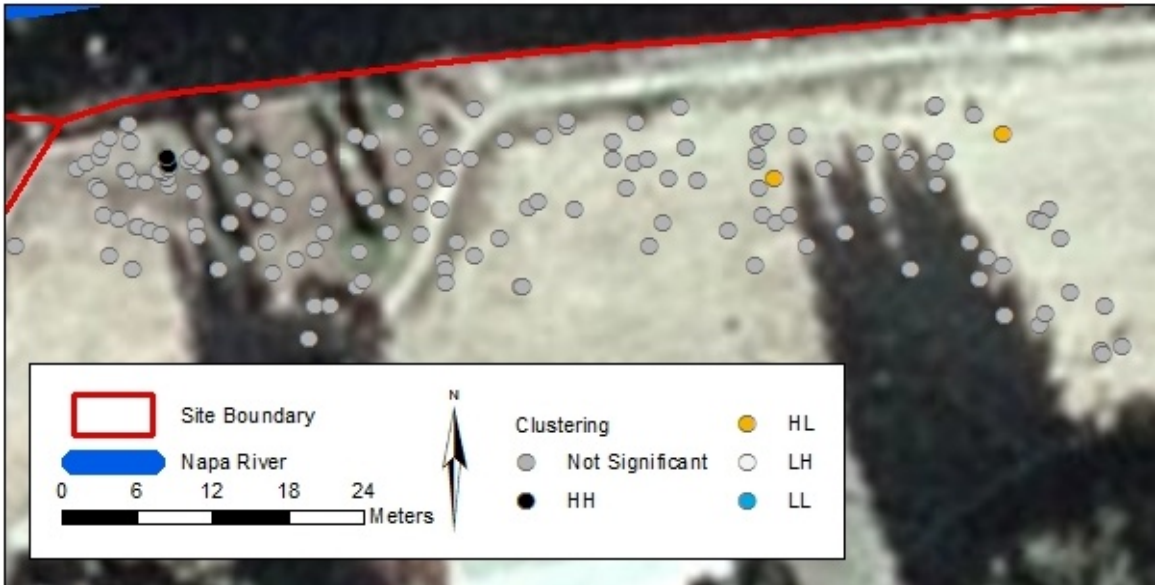 Site Boundary
Napa River
0 6 12 18 24
Meters
N
Clustering
Not Significant
HH
HL
LH
LL